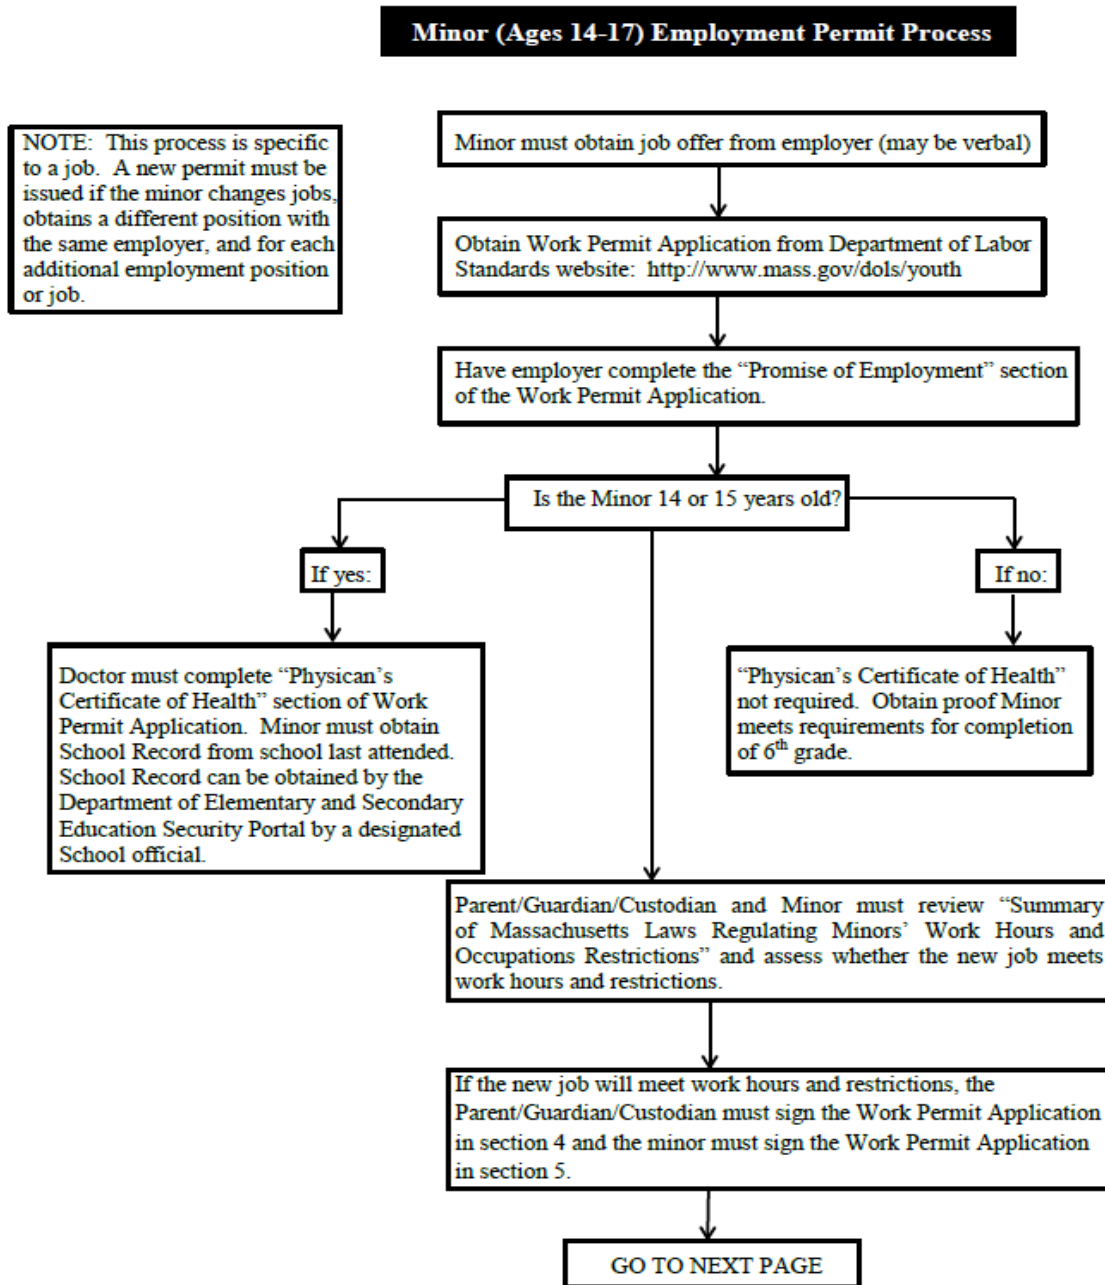 Minor (Ages 14-17) Employment Permit Process
NOTE:  This process is specific
to a job.  A new permit must be
issued if the minor changes jobs,
obtains a different position with
the same employer, and for each
additional employment position
or job.
Minor must obtain job offer from employer (may be verbal)
Obtain Work Permit Application from Department of Labor
Standards website:  http://www.mass.gov/dols/youth
Have employer complete the “Promise of Employment” section
of the Work Permit Application.
Is the Minor 14 or 15 years old?
If yes:
If no:
Doctor must complete “Physican’s
Certificate of Health” section of Work
Permit Application.  Minor must obtain
School Record from school last attended.
School Record can be obtained by the
Department of Elementary and Secondary
Education Security Portal by a designated
School official.
“Physican’s Certificate of Health”
not required.  Obtain proof Minor
meets requirements for completion
of 6th grade.
Parent/Guardian/Custodian and Minor must review “Summary
of Massachusetts Laws Regulating Minors’ Work Hours and
Occupations Restrictions” and assess whether the new job meets
work hours and restrictions.
If the new job will meet work hours and restrictions, the
Parent/Guardian/Custodian must sign the Work Permit Application
in section 4 and the minor must sign the Work Permit Application
in section 5.
GO TO NEXT PAGE